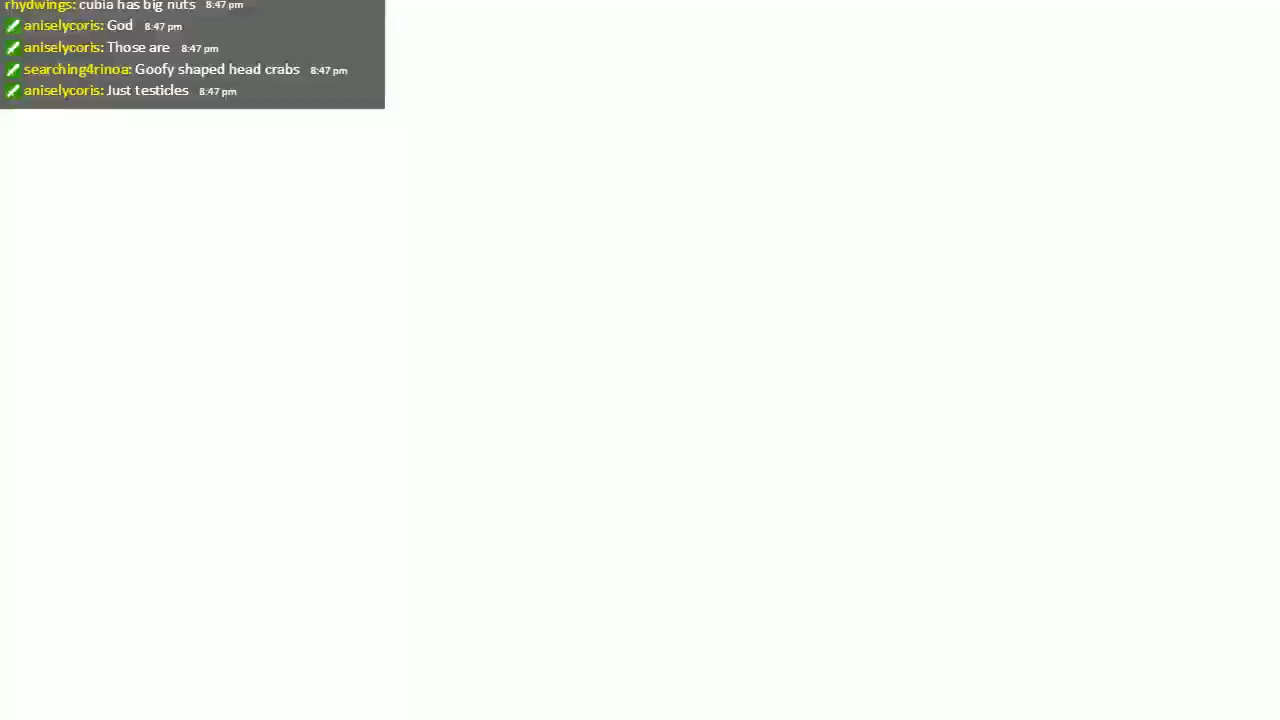 rhydwings: cubia has big nuts 8:47 pm
aniselycoris: God 8:47 pm
aniselycoris: Those are 8:47 pm
searching4rinoa: Goofy shaped head crabs 8:47 pm
aniselycoris: Just testicles 8:47 pm